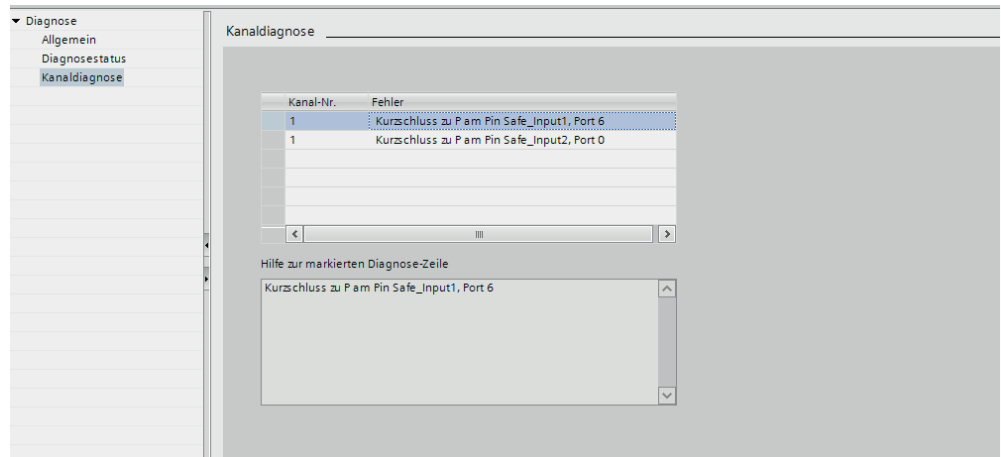 Diagnose
Allgemein
Diagnosestatus
Kanaldiagnose
Kanaldiagnose
Kanal-Nr. Fehler
1 Kurzschluss zu P am Pin Safe_Input1, Port 6
1 Kurzschluss zu P am Pin Safe_Input2, Port 0
Hilfe zur markierten Diagnose-Zeile
Kurzschluss zu P am Pin Safe_Input1, Port 6